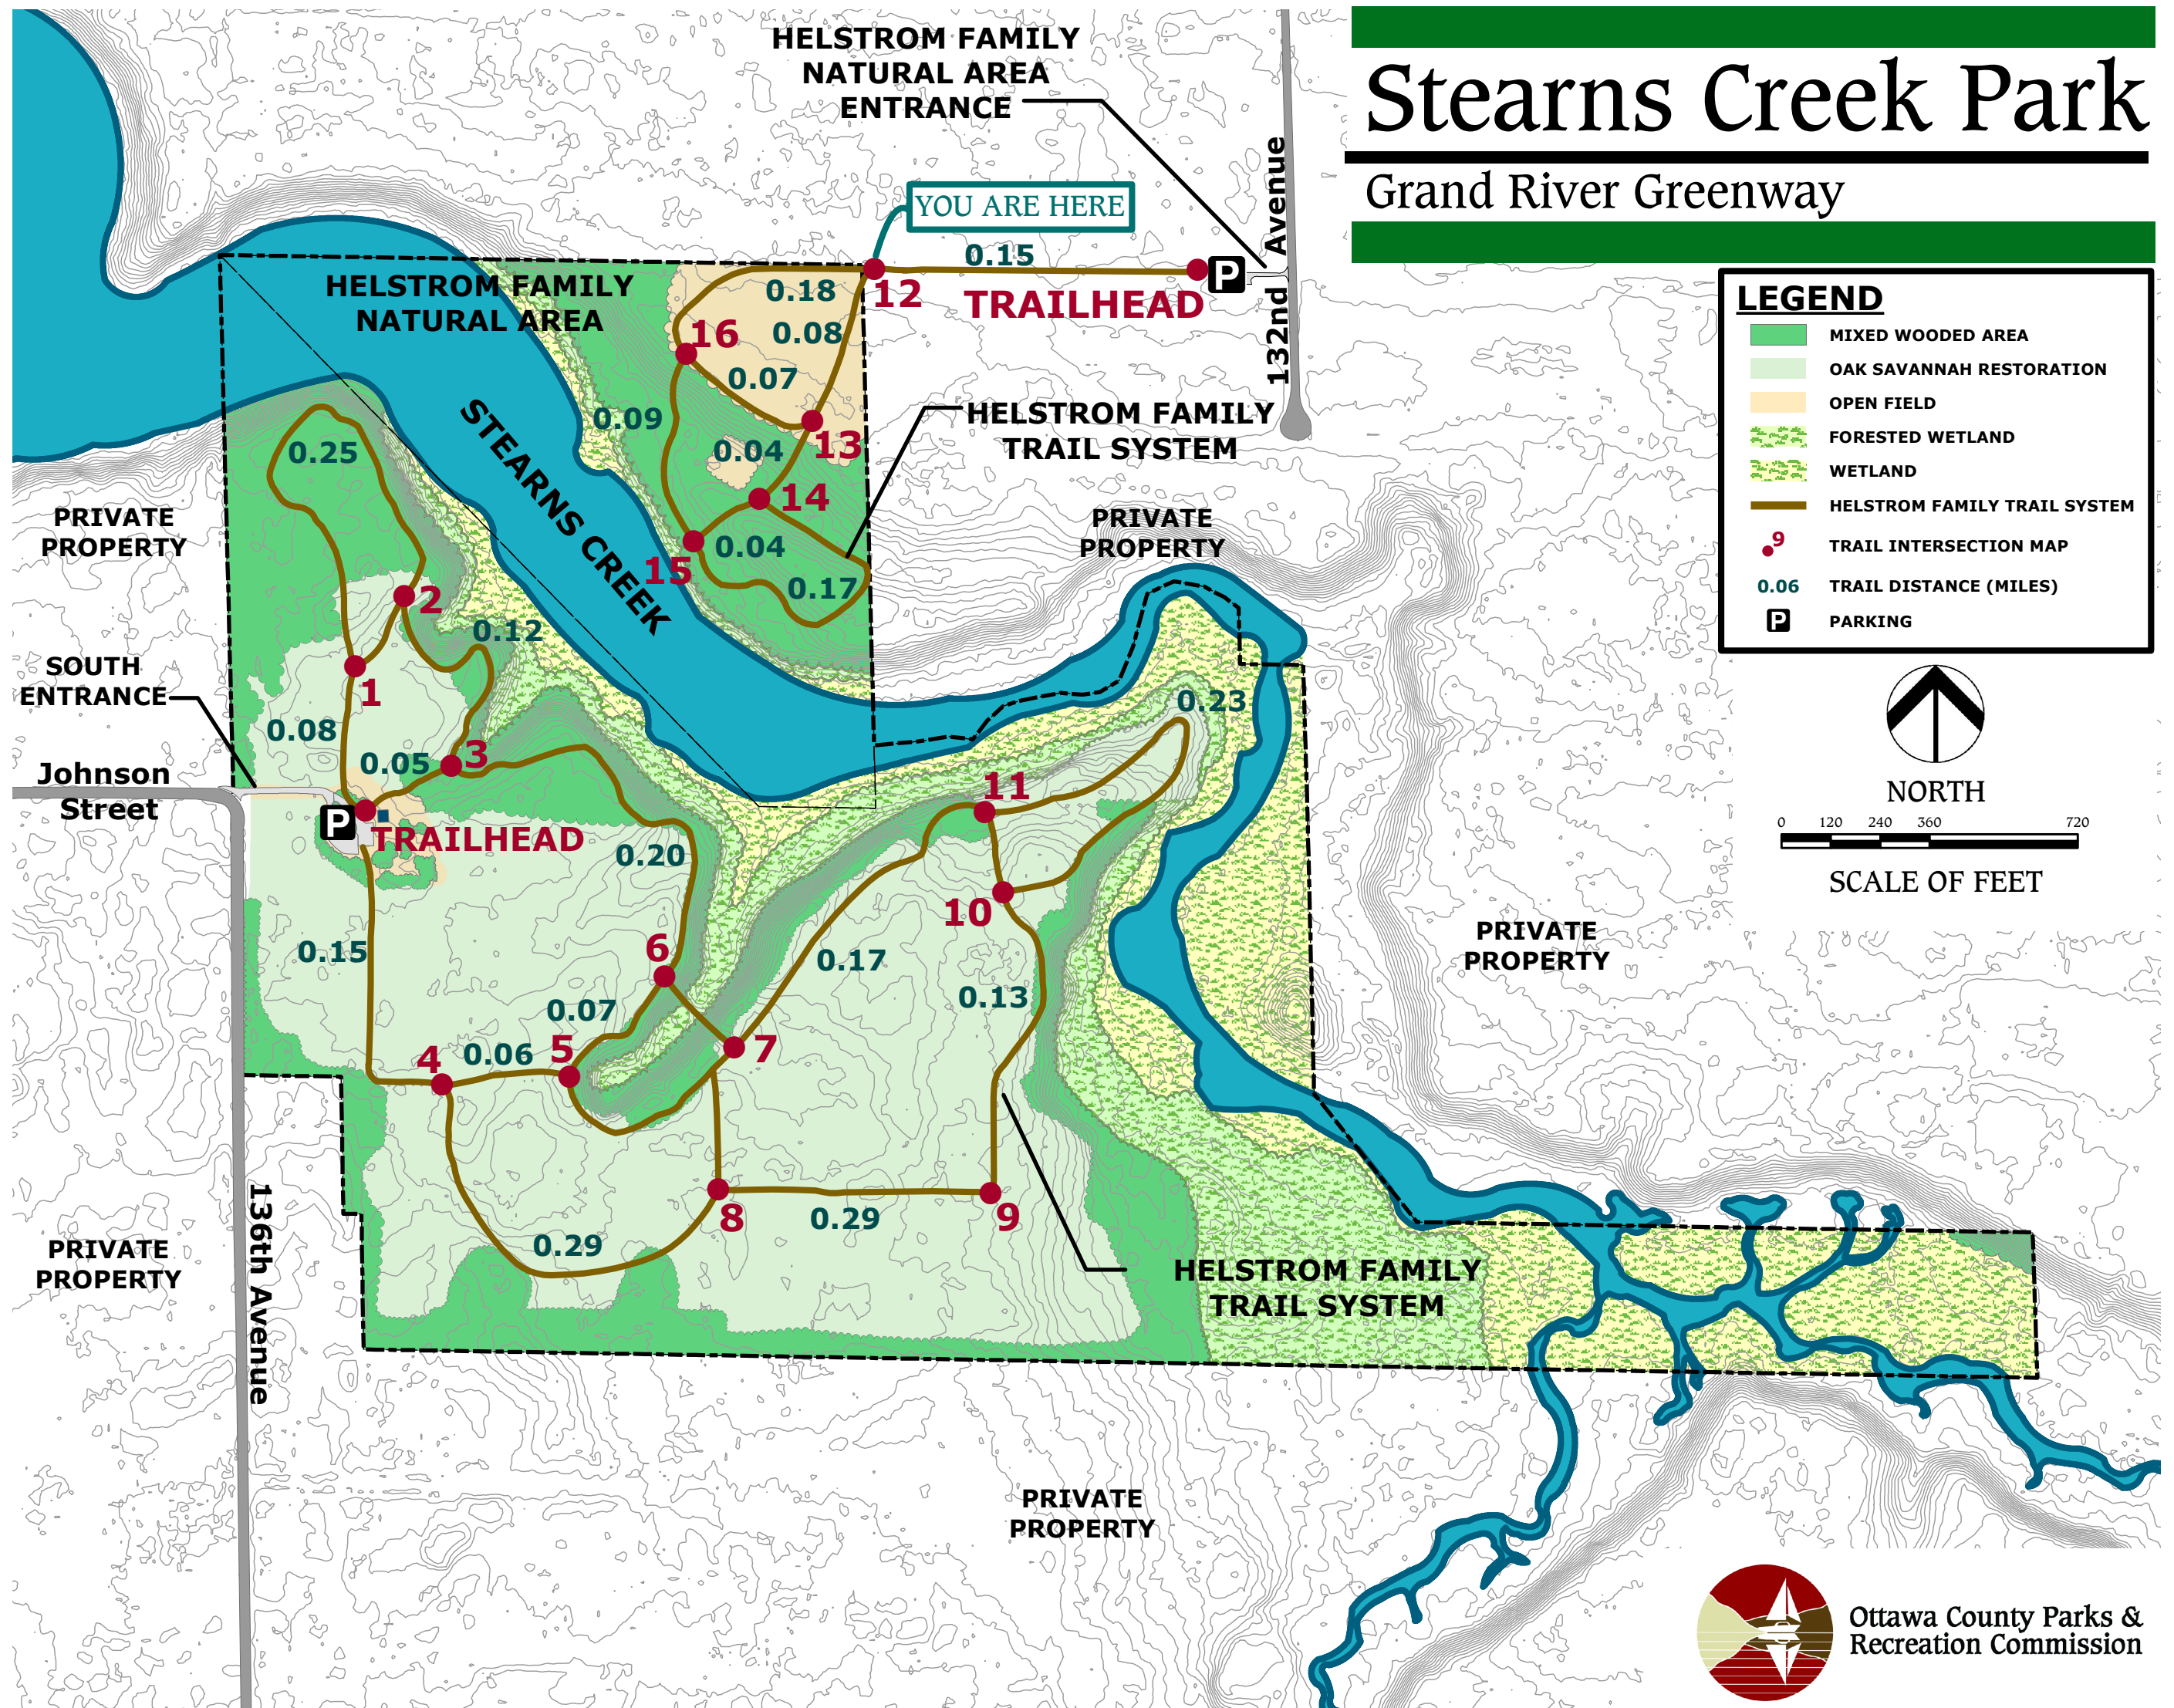 HELSTROM FAMILY
NATURAL AREA
ENTRANCE
Stearns Creek Park
Grand River Greenway
132nd Avenue
YOU ARE HERE
0.15
12
TRAILHEAD
P
HELSTROM FAMILY
NATURAL AREA
0.18
0.08
16
0.07
0.09
13
0.04
14
HELSTROM FAMILY
TRAIL SYSTEM
0.04
15
0.17
STEARNS CREEK
LEGEND
MIXED WOODED AREA
OAK SAVANNAH RESTORATION
OPEN FIELD
FORESTED WETLAND
WETLAND
HELSTROM FAMILY TRAIL SYSTEM
9
TRAIL INTERSECTION MAP
0.06
TRAIL DISTANCE (MILES)
P
PARKING
NORTH
0 120 240 360 720
SCALE OF FEET
PRIVATE
PROPERTY
PRIVATE
PROPERTY
0.25
2
0.12
SOUTH
ENTRANCE
1
0.08
0.05
3
Johnson
Street
P
TRAILHEAD
0.20
0.23
11
10
0.15
6
0.17
0.13
0.07
7
4
0.06
5
PRIVATE
PROPERTY
8
0.29
9
0.29
136th Avenue
PRIVATE
PROPERTY
HELSTROM FAMILY
TRAIL SYSTEM
PRIVATE
PROPERTY
Ottawa County Parks &
Recreation Commission